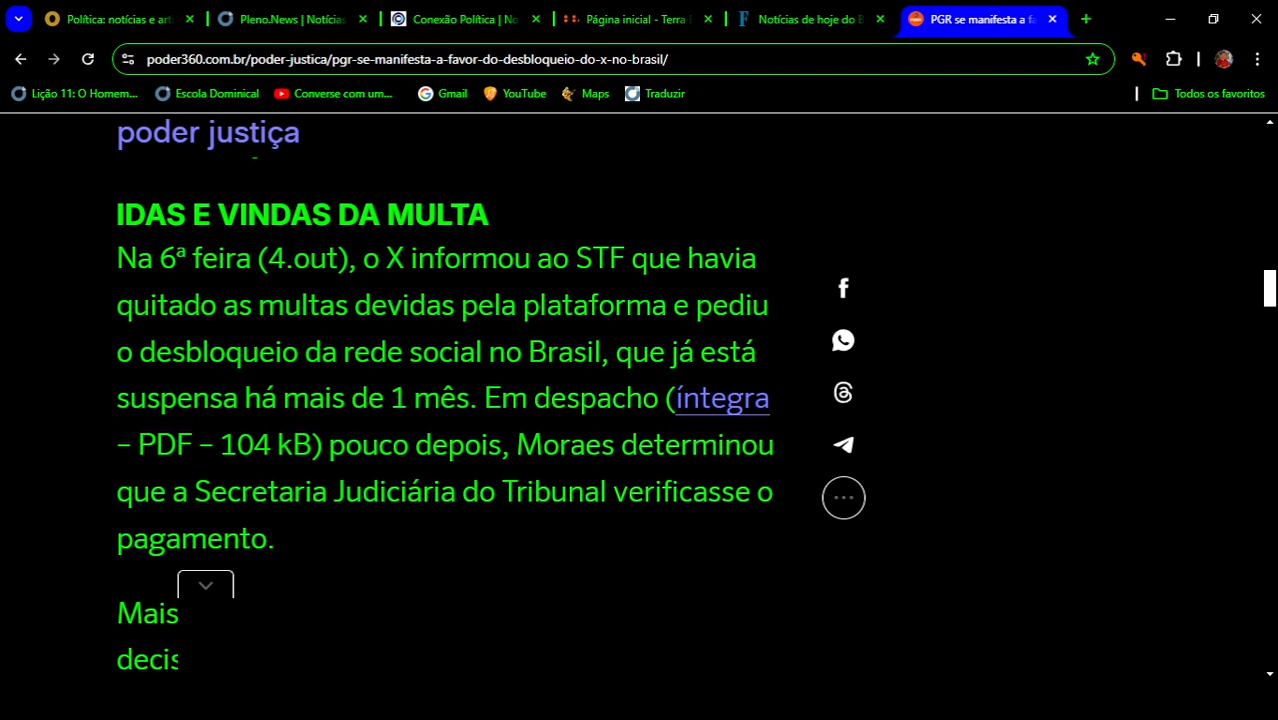 Política: notícias e art
Pleno.News | Notícias
Conexão Política | No
Página inicial - Terra
Notícias de hoje do B
PGR se manifesta a fa
poder360.com.br/poder-justica/pgr-se-manifesta-a-favor-do-desbloqueio-do-x-no-brasil/
Lição 11: O Homem...
Escola Dominical
Converse com um...
Gmail
YouTube
Maps
Traduzir
Todos os favoritos
poder justiça
IDAS E VINDAS DA MULTA
Na 6ª feira (4.out), o X informou ao STF que havia
quitado as multas devidas pela plataforma e pediu
o desbloqueio da rede social no Brasil, que já está
suspensa há mais de 1 mês. Em despacho (íntegra
– PDF – 104 kB) pouco depois, Moraes determinou
que a Secretaria Judiciária do Tribunal verificasse o
pagamento.
Mais
decis